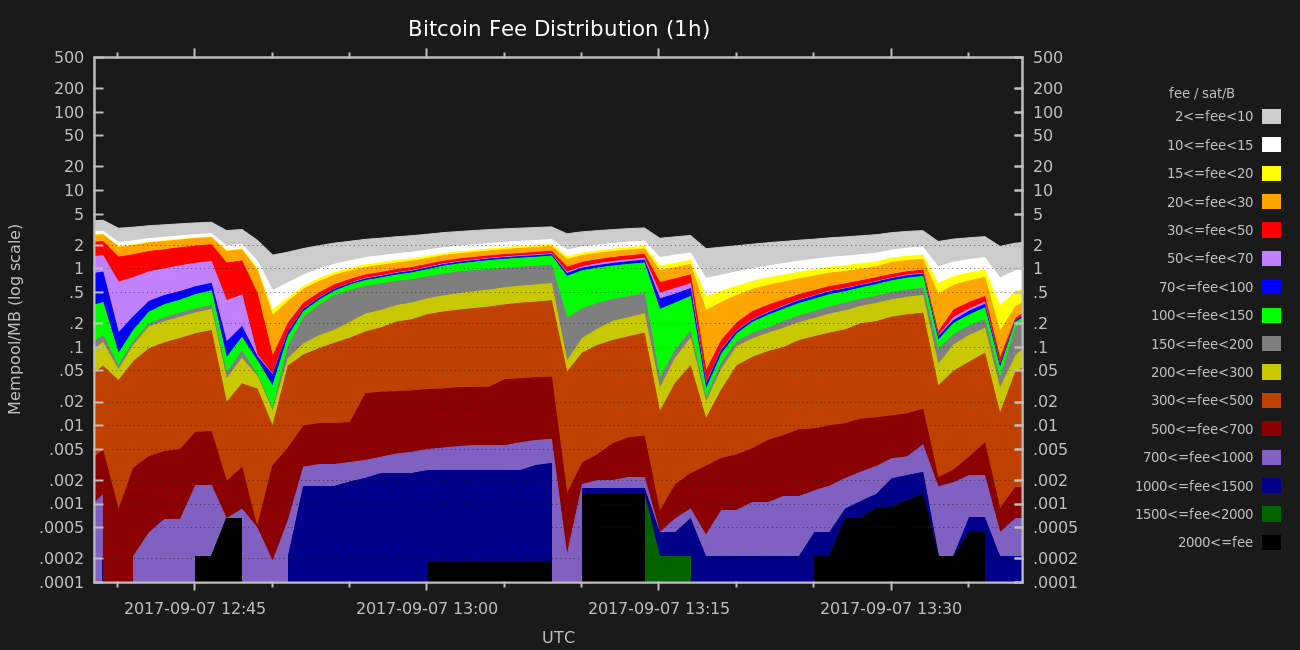 Bitcoin Fee Distribution (1h)
500 500
200 200
100 100
50 50
20 20
10 10
5 5
2 2
1 1
.5 .5
.2 .2
.1 .1
.05 .05
.02 .02
.01 .01
.005 .005
.002 .002
.001 .001
.0005 .0005
.0002 .0002
.0001 .0001
Mempool/MB (log scale)
2017-09-07 12:45 2017-09-07 13:00 2017-09-07 13:15 2017-09-07 13:30
UTC
fee / sat/B
2<=fee<10
10<=fee<15
15<=fee<20
20<=fee<30
30<=fee<50
50<=fee<70
70<=fee<100
100<=fee<150
150<=fee<200
200<=fee<300
300<=fee<500
500<=fee<700
700<=fee<1000
1000<=fee<1500
1500<=fee<2000
2000<=fee